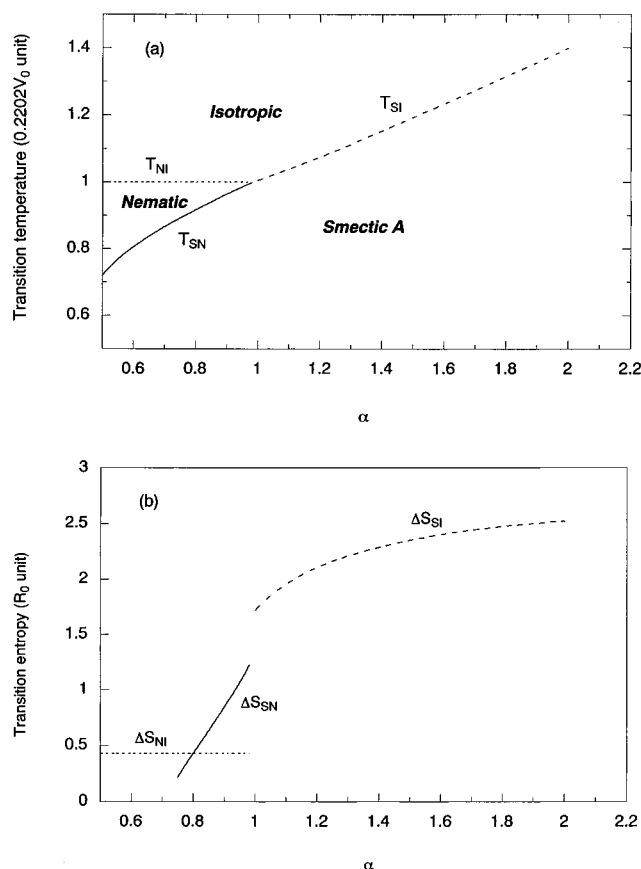 (a)
Transition temperature (0.2202V0 unit)
1.4
1.2
1
0.8
0.6
Isotropic
TSI
TNI
Nematic
TSN
Smectic A
0.6 0.8 1 1.2 1.4 1.6 1.8 2 2.2
α
(b)
Transition entropy (R0 unit)
3
2.5
2
1.5
1
0.5
0
ΔSSI
ΔSSN
ΔSNI
0.6 0.8 1 1.2 1.4 1.6 1.8 2 2.2
α